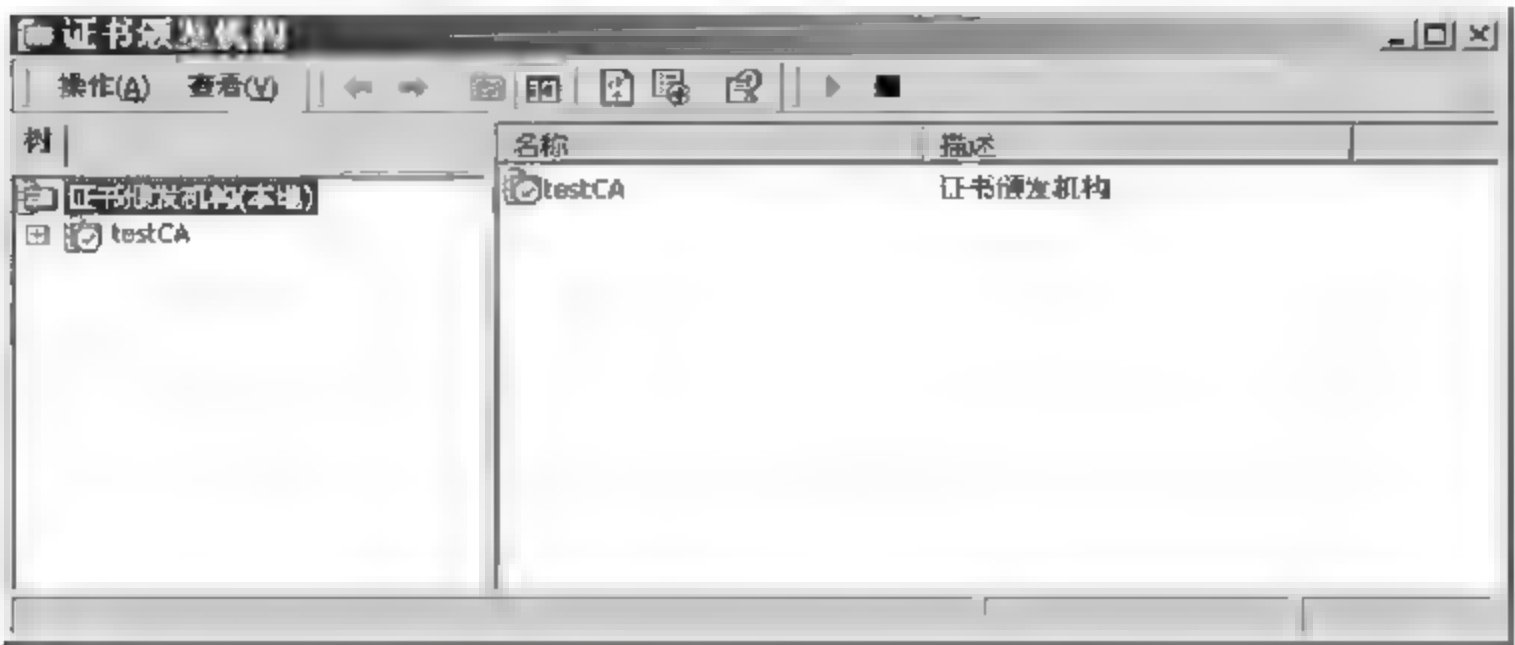 证书颁发机构
操作(A) 查看(V)
树
名称 描述
证书颁发机构(本地)
testCA
testCA 证书颁发机构